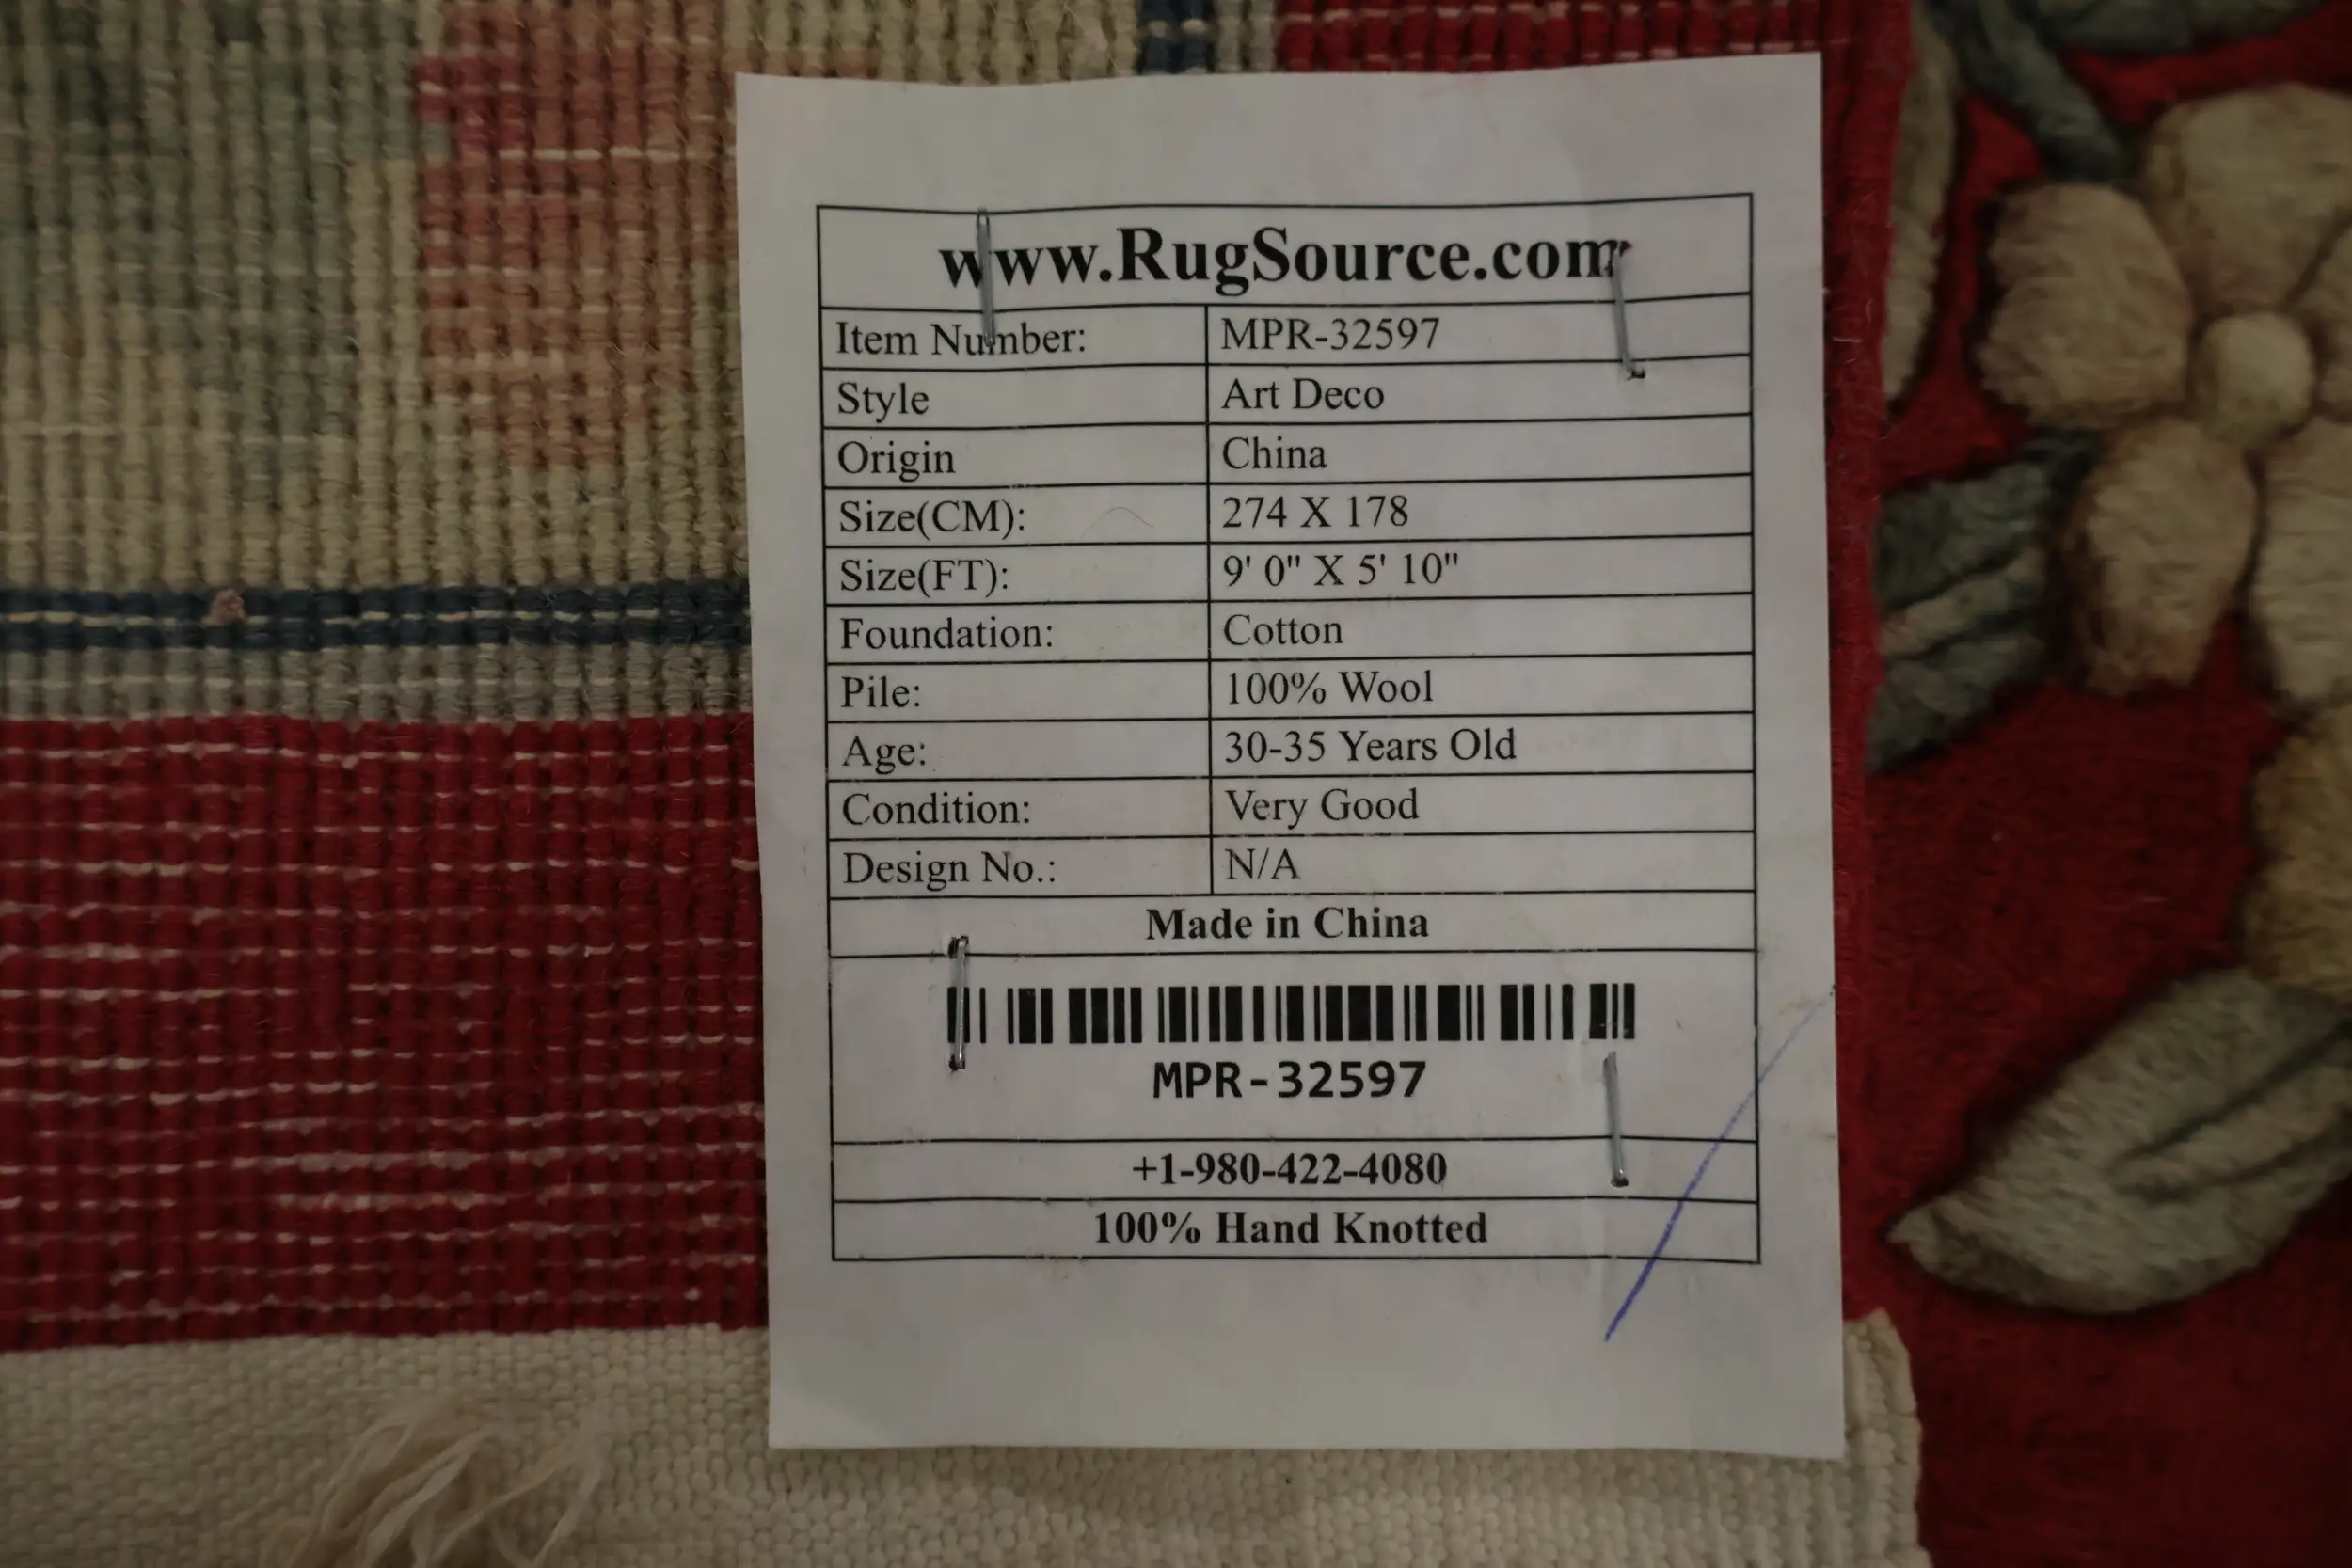 www.RugSource.com
Item Number: MPR-32597
Style Art Deco
Origin China
Size(CM): 274 X 178
Size(FT): 9' 0" X 5' 10"
Foundation: Cotton
Pile: 100% Wool
Age: 30-35 Years Old
Condition: Very Good
Design No.: N/A
Made in China
MPR-32597
+1-980-422-4080
100% Hand Knotted